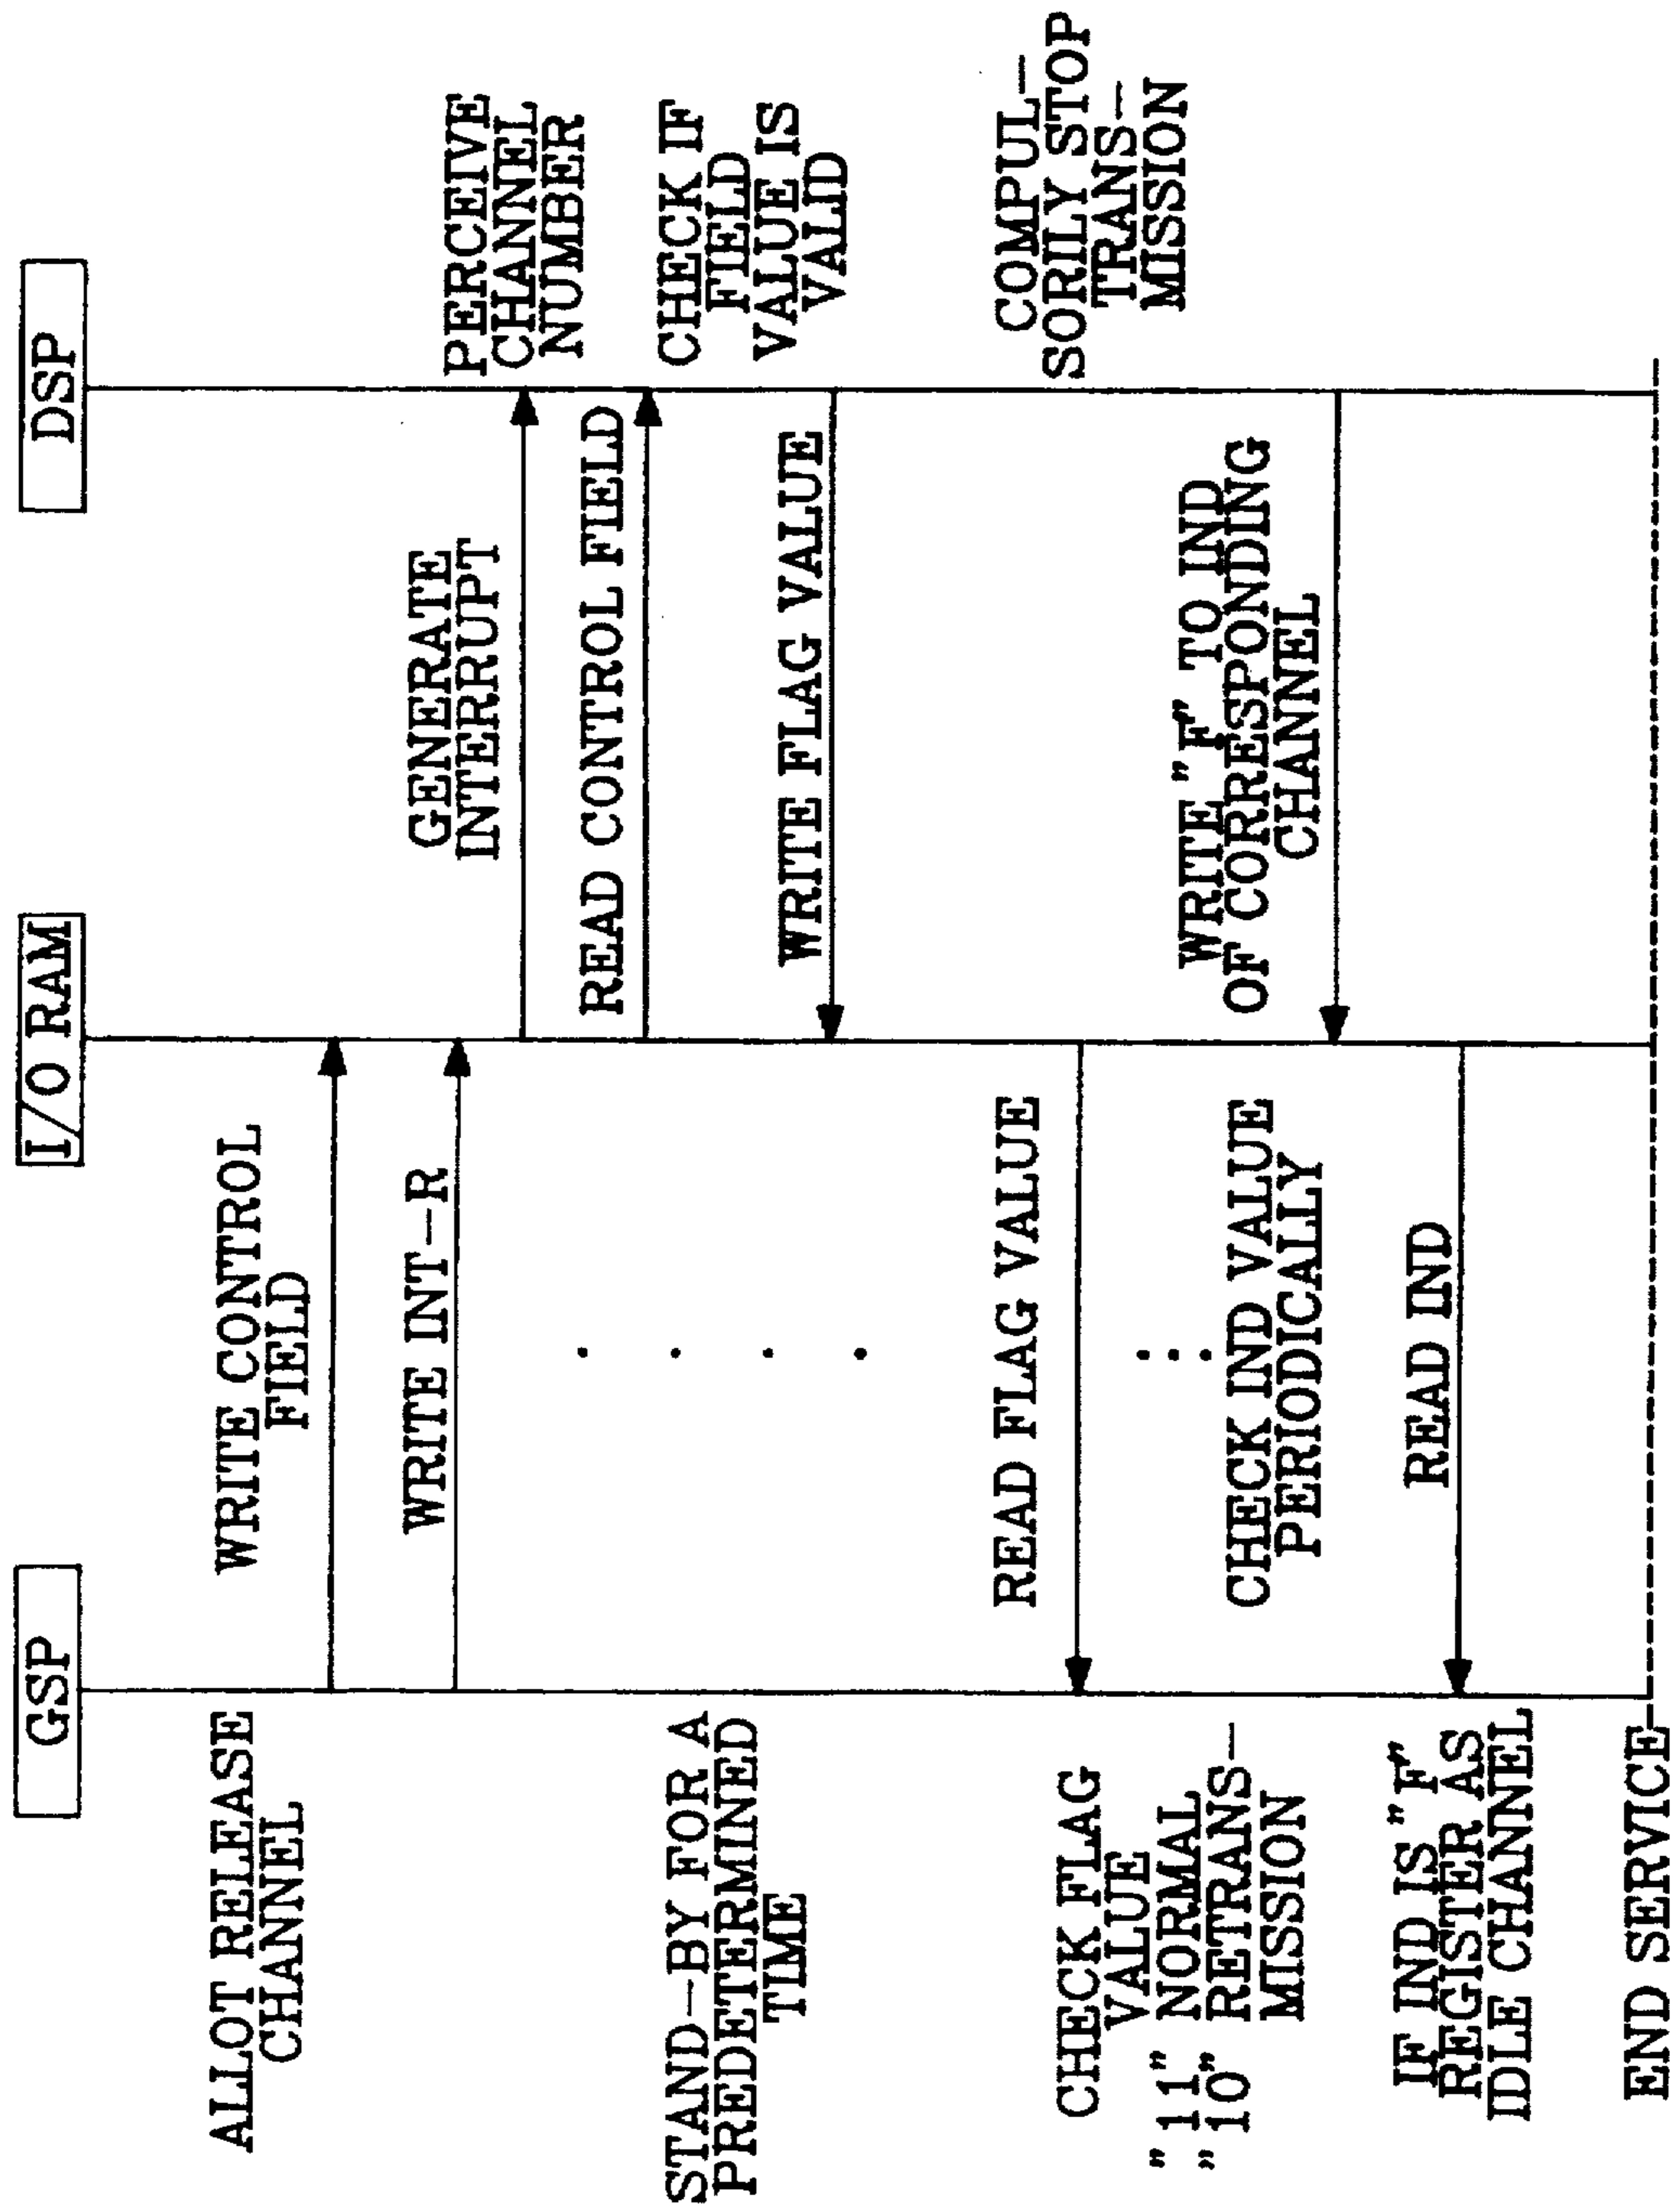 GSP
I/O RAM
DSP
ALLOT RELEASE
CHANNEL
WRITE CONTROL
FIELD
WRITE INT-R
GENERATE
INTERRUPT
PERCEIVE
CHANNEL
NUMBER
READ CONTROL FIELD
STAND-BY FOR A
PREDETERMINED
TIME
CHECK IF
FIELD
VALUE IS
VALID
WRITE FLAG VALUE
READ FLAG VALUE
COMPUL-
SORILY STOP
TRANS-
MISSION
CHECK FLAG
VALUE
"11" NORMAL
"10" RETRANS-
MISSION
CHECK IND VALUE
PERIODICALLY
WRITE "F" TO IND
OF CORRESPONDING
CHANNEL
READ IND
IF IND IS "F"
REGISTER AS
IDLE CHANNEL
END SERVICE